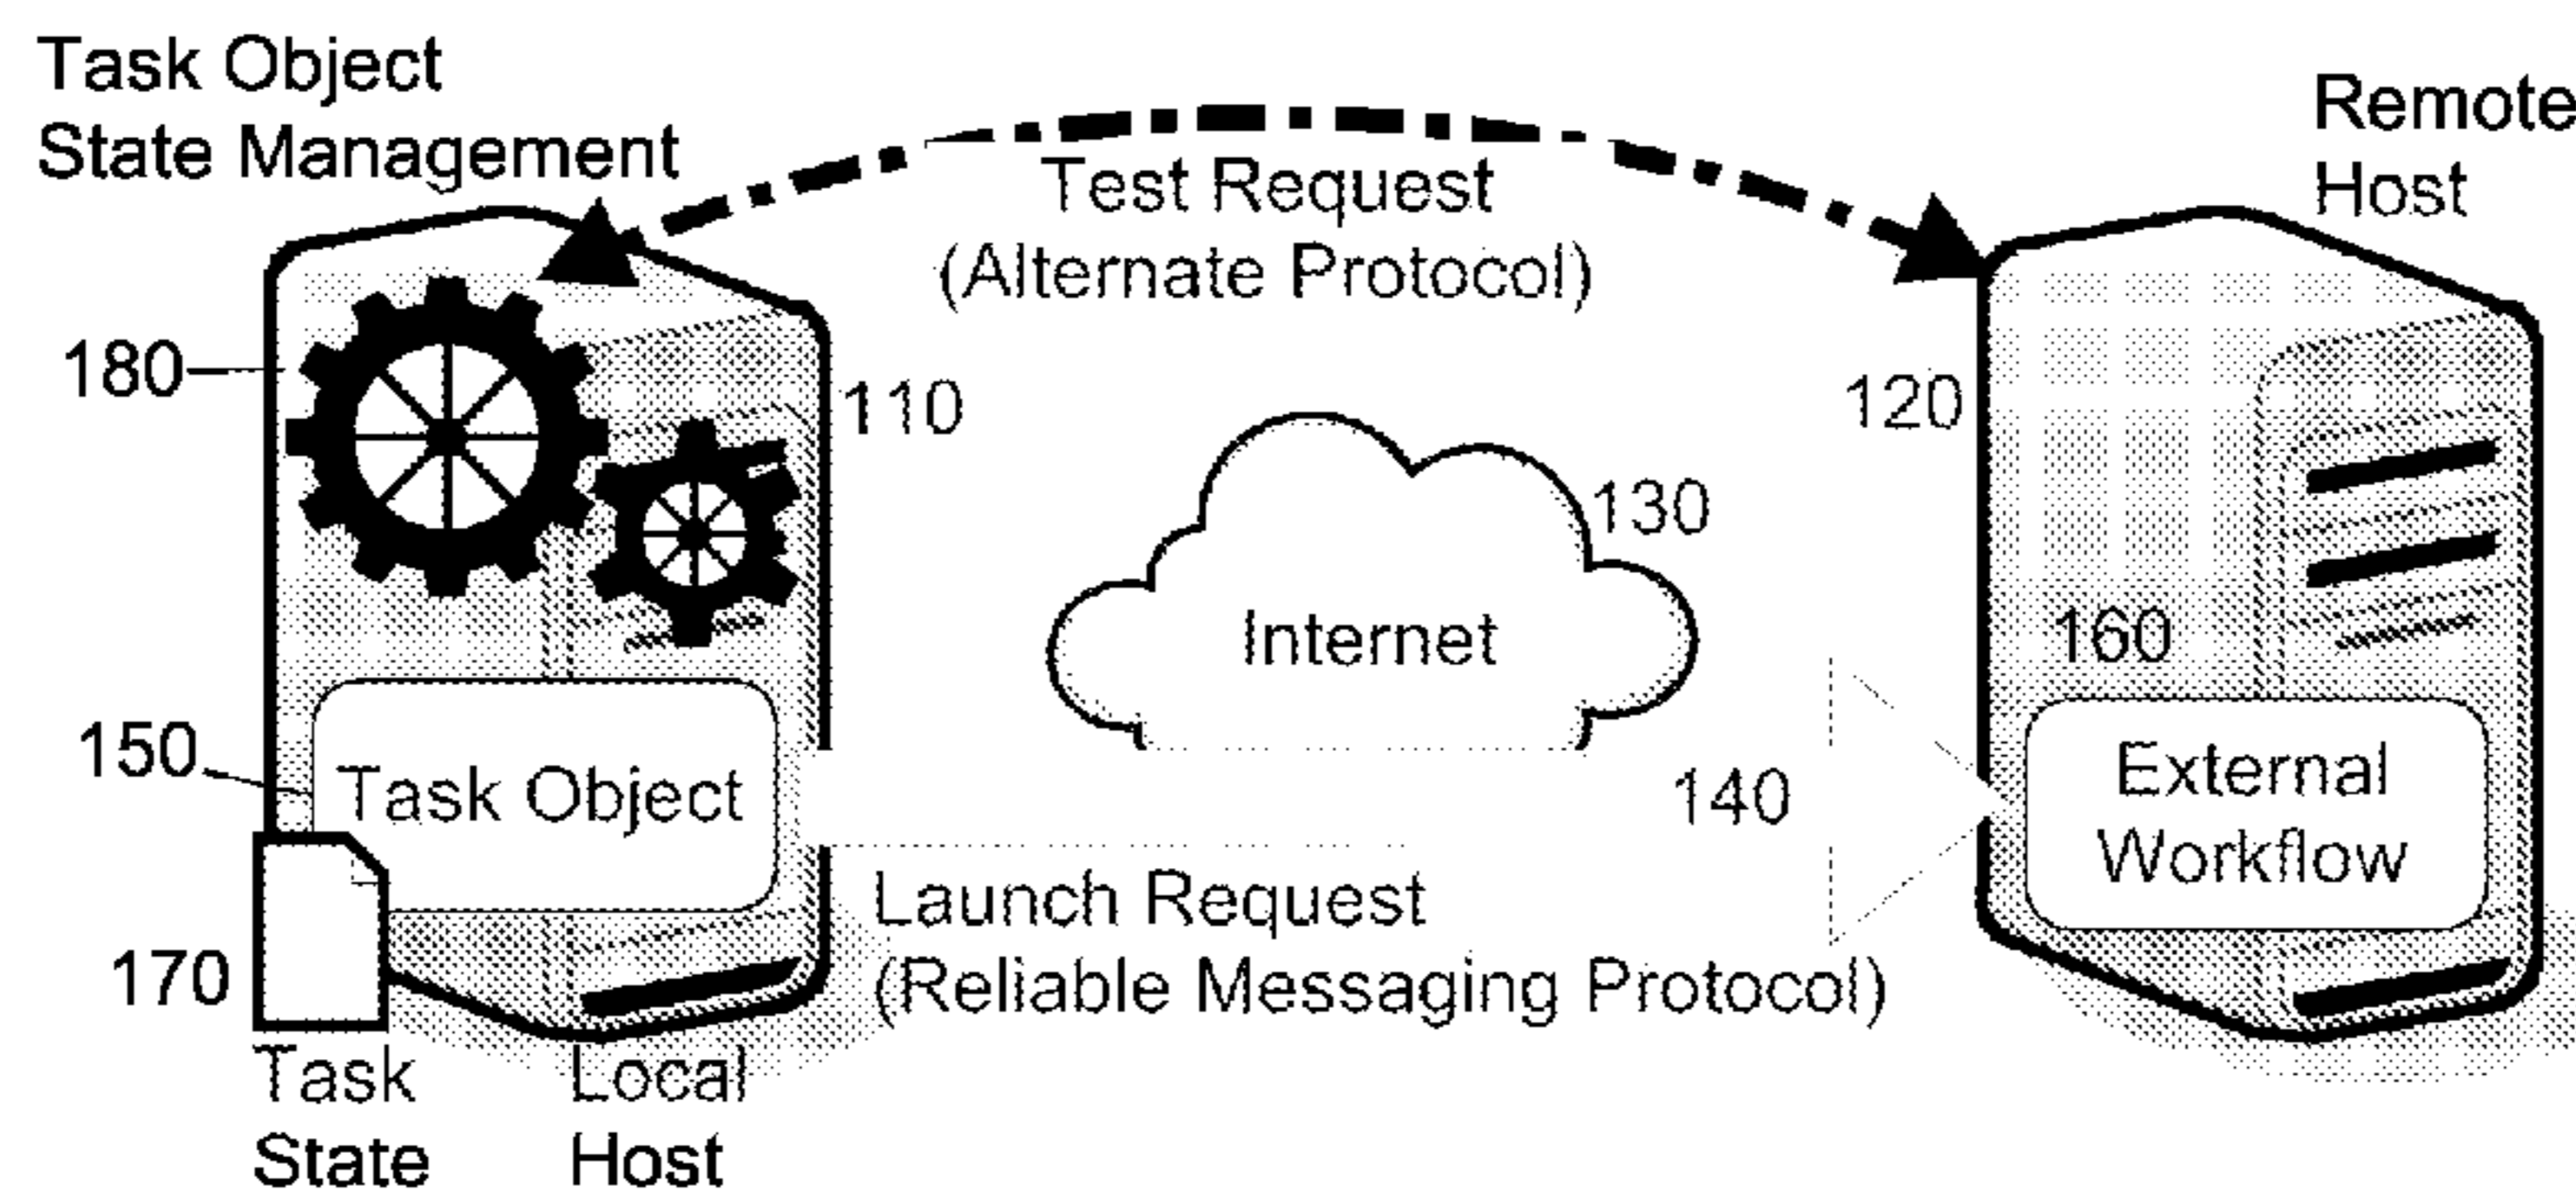 Task Object
State Management
Remote
Host
Test Request
(Alternate Protocol)
180
110
120
130
Internet
160
150
Task Object
140
External
Workflow
Launch Request
(Reliable Messaging Protocol)
170
Task
State
Local
Host